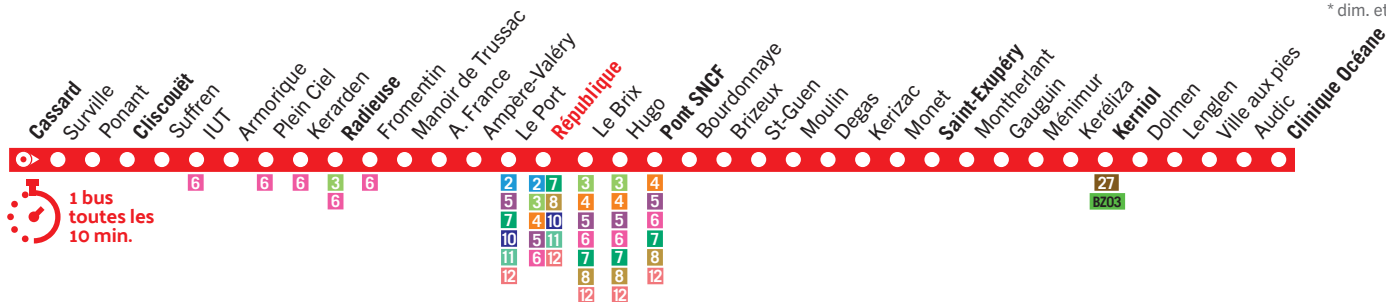 * dim. et
Cassard
Surville
Ponant
Cliscouët
Suffren
IUT
Armorique
Plein Ciel
Kerarden
Radieuse
Fromentin
Manoir de Trussac
A. France
Ampère-Valéry
Le Port
République
Le Brix
Hugo
Pont SNCF
Bourdonnaye
Brizeux
St-Guen
Moulin
Degas
Kerizac
Monet
Saint-Exupéry
Montherlant
Gauguin
Ménimur
Keréliza
Kerniol
Dolmen
Lenglen
Ville aux pies
Audic
Clinique Océane
1 bus
toutes les
10 min.
6
6
6
3
6
6
2
5
7
10
11
12
2 7
3 8
4 10
5 11
6 12
3
4
5
6
7
8
12
3
4
5
6
7
8
12
4
5
6
7
8
12
27
BZ03